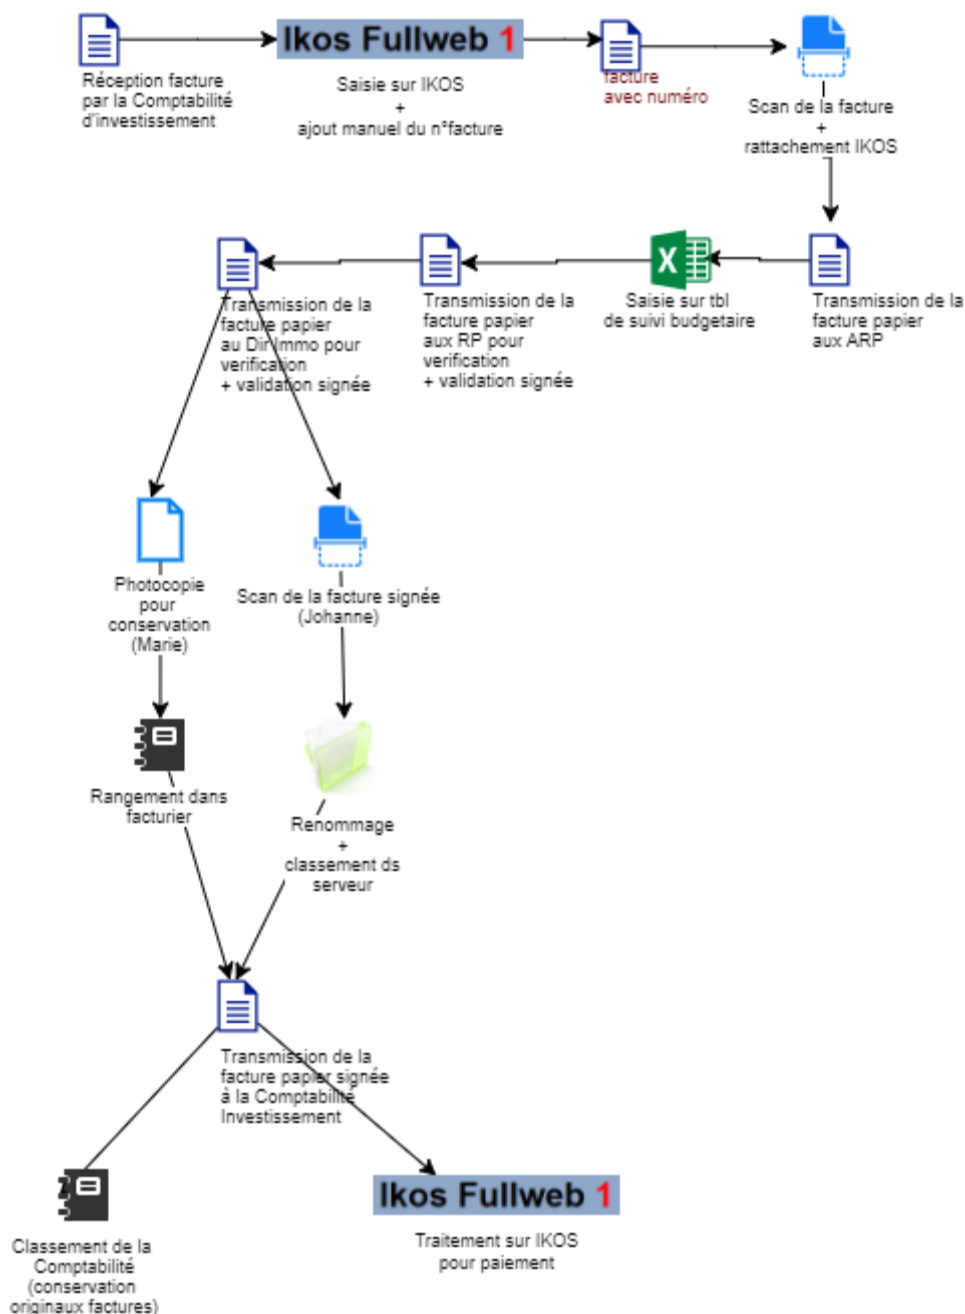 Ikos Fullweb 1
Réception facture
par la Comptabilité
d'investissement
Saisie sur IKOS
+
ajout manuel du n°facture
facture
avec numéro
Scan de la facture
+
rattachement IKOS
Transmission de la
facture papier
au Dir Immo pour
verification
+ validation signée
Transmission de la
facture papier
aux RP pour
verification
+ validation signée
Saisie sur tbl
de suivi budgetaire
Transmission de la
facture papier
aux ARP
Photocopie
pour
conservation
(Marie)
Scan de la facture signée
(Johanne)
Rangement dans
facturier
Renommage
+
classement ds
serveur
Transmission de la
facture papier signée
à la Comptabilité
Investissement
Ikos Fullweb 1
Classement de la
Comptabilité
(conservation
originaux factures)
Traitement sur IKOS
pour paiement